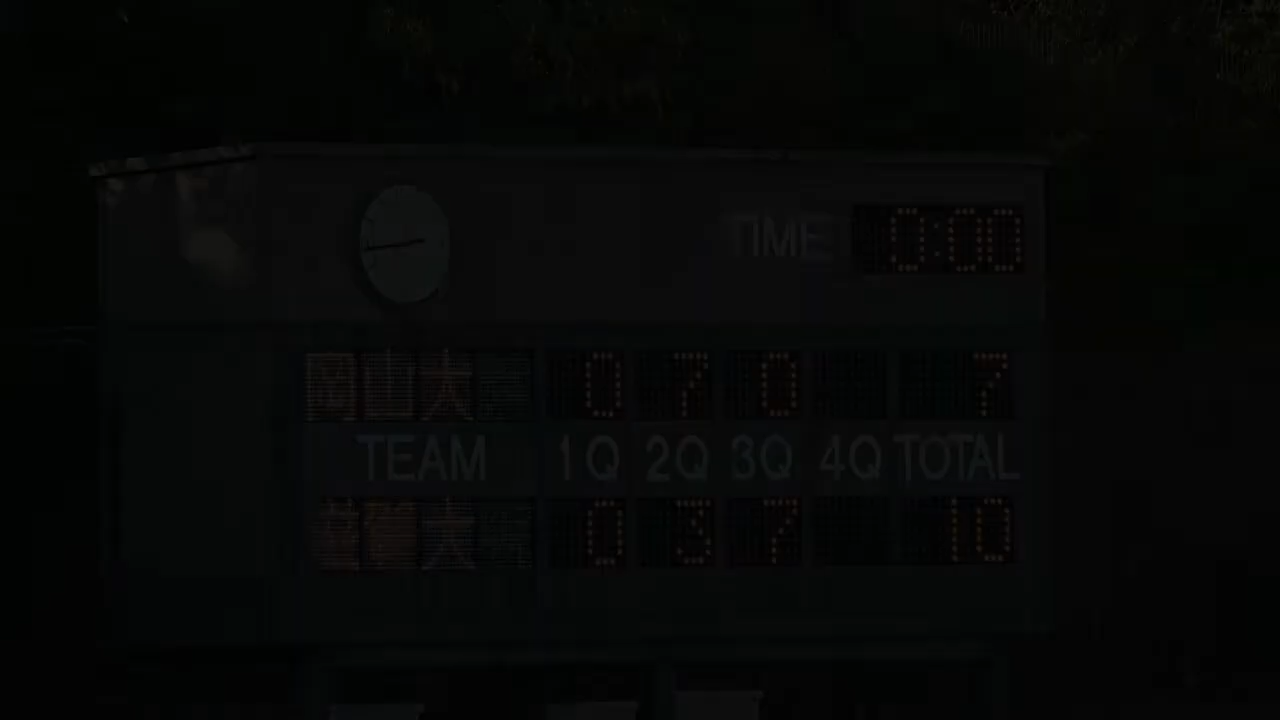 TIME 0:00
山大 0 7 0 7
TEAM 1Q 2Q 3Q 4Q TOTAL
大 0 3 7 10